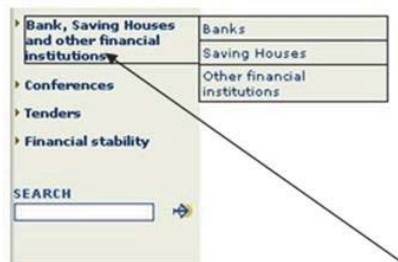 Bank, Saving Houses
and other financial
institutions
Banks
Saving Houses
Other financial
institutions
Conferences
Tenders
Financial stability
SEARCH